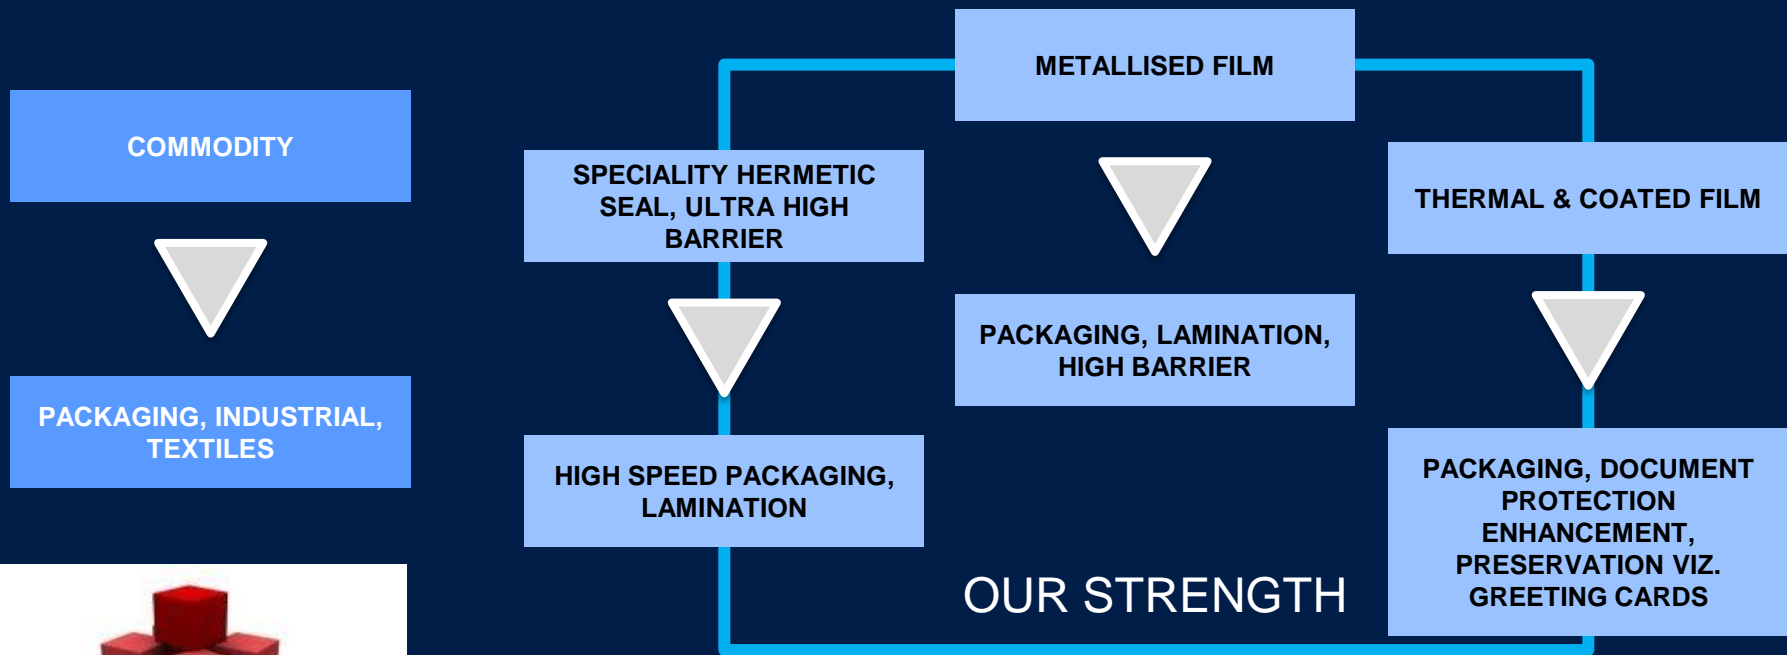 COMMODITY
PACKAGING, INDUSTRIAL,
TEXTILES
SPECIALITY HERMETIC
SEAL, ULTRA HIGH
BARRIER
HIGH SPEED PACKAGING,
LAMINATION
METALLISED FILM
PACKAGING, LAMINATION,
HIGH BARRIER
THERMAL & COATED FILM
PACKAGING, DOCUMENT
PROTECTION
ENHANCEMENT,
PRESERVATION VIZ.
GREETING CARDS
OUR STRENGTH